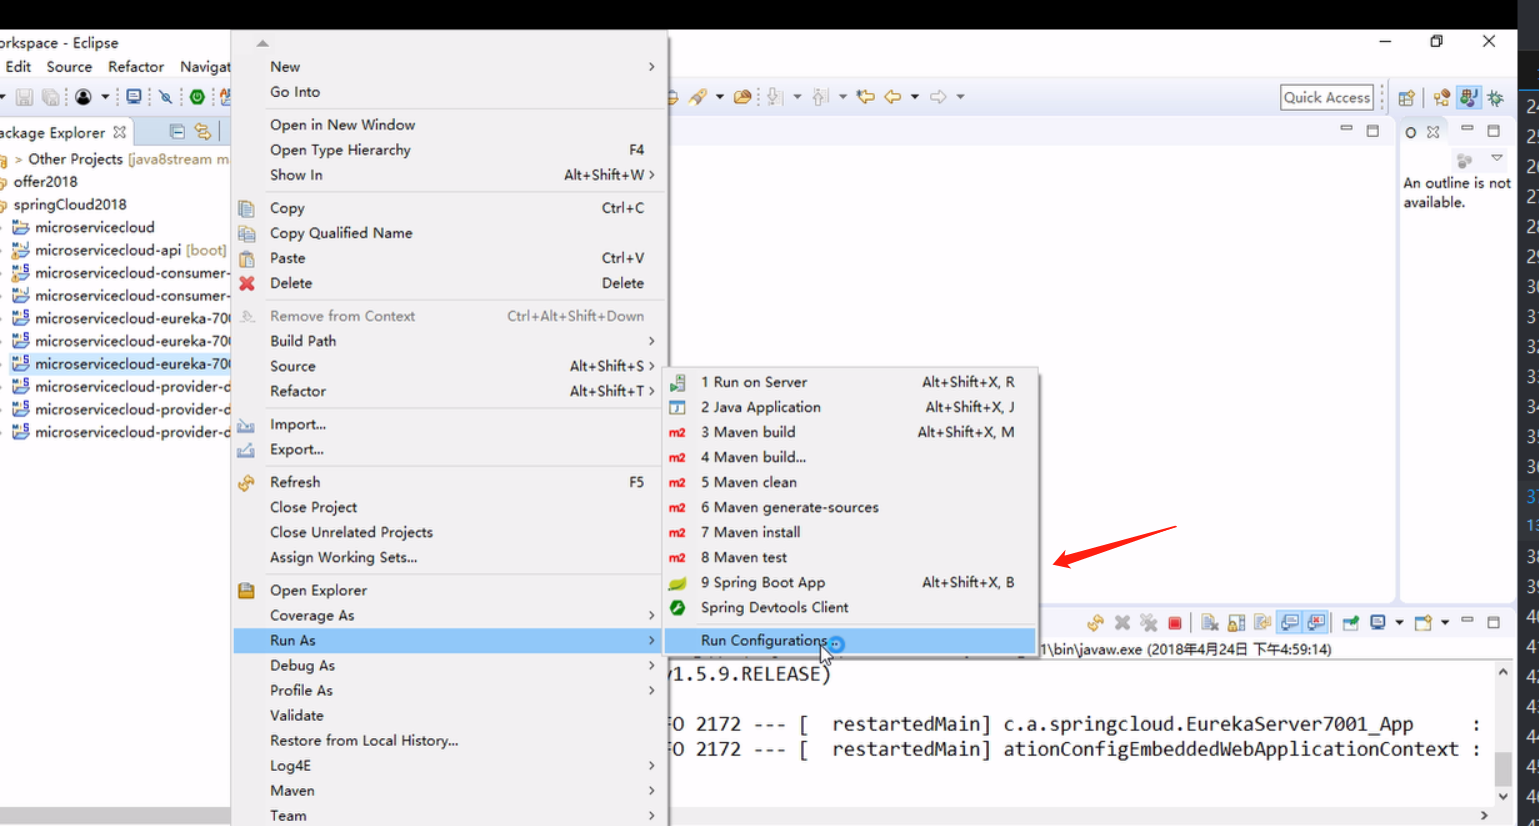 orkspace - Eclipse
Edit Source Refactor Navigat
Quick Access
ackage Explorer
> Other Projects [java8stream m
offer2018
springCloud2018
microservicecloud
microservicecloud-api [boot]
microservicecloud-consumer-
microservicecloud-consumer-
microservicecloud-eureka-700
microservicecloud-eureka-700
microservicecloud-eureka-700
microservicecloud-provider-d
microservicecloud-provider-d
microservicecloud-provider-d
New
Go Into
Open in New Window
Open Type Hierarchy F4
Show In Alt+Shift+W >
Copy Ctrl+C
Copy Qualified Name
Paste Ctrl+V
Delete Delete
Remove from Context Ctrl+Alt+Shift+Down
Build Path
Source Alt+Shift+S >
Refactor Alt+Shift+T >
Import...
Export...
Refresh F5
Close Project
Close Unrelated Projects
Assign Working Sets...
Open Explorer
Coverage As
Run As
Debug As
Profile As
Validate
Restore from Local History...
Log4E
Maven
Team
1 Run on Server Alt+Shift+X, R
2 Java Application Alt+Shift+X, J
m2 3 Maven build Alt+Shift+X, M
m2 4 Maven build...
m2 5 Maven clean
m2 6 Maven generate-sources
m2 7 Maven install
m2 8 Maven test
9 Spring Boot App Alt+Shift+X, B
Spring Devtools Client
Run Configurations...
An outline is not
available.
1\bin\javaw.exe (2018年4月24日 下午4:59:14)
v1.5.9.RELEASE)
FO 2172 --- [ restartedMain] c.a.springcloud.EurekaServer7001_App :
FO 2172 --- [ restartedMain] ationConfigEmbeddedWebApplicationContext :